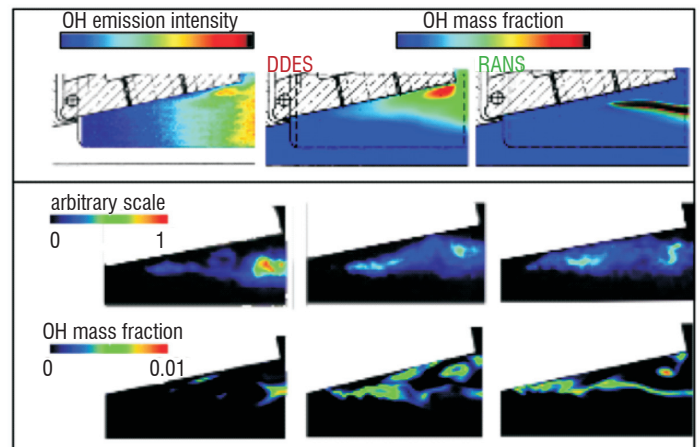 OH emission intensity
OH mass fraction
DDES
RANS
arbitrary scale
0 1
OH mass fraction
0 0.01